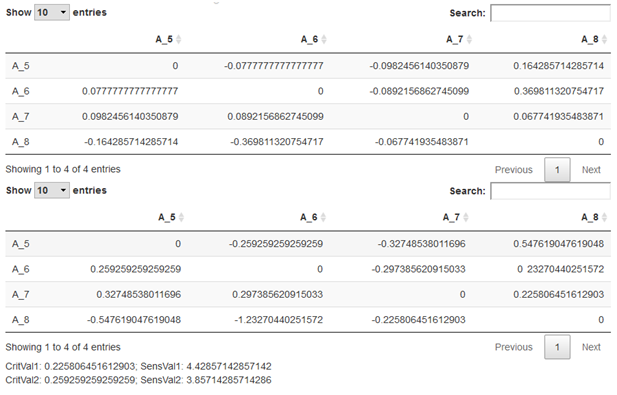 Show 10 entries Search:
A_5 A_6 A_7 A_8
A_5 0 -0.0777777777777777 -0.0982456140350879 0.164285714285714
A_6 0.0777777777777777 0 -0.0892156862745099 0.369811320754717
A_7 0.0982456140350879 0.0892156862745099 0 0.067741935483871
A_8 -0.164285714285714 -0.369811320754717 -0.067741935483871 0
Showing 1 to 4 of 4 entries Previous 1 Next
Show 10 entries Search:
A_5 A_6 A_7 A_8
A_5 0 -0.259259259259259 -0.32748538011696 0.547619047619048
A_6 0.259259259259259 0 -0.297385620915033 0 23270440251572
A_7 0.32748538011696 0.297385620915033 0 0.225806451612903
A_8 -0.547619047619048 -1.23270440251572 -0.225806451612903 0
Showing 1 to 4 of 4 entries Previous 1 Next
CritVal1: 0.225806451612903; SensVal1: 4.42857142857142
CritVal2: 0.259259259259259; SensVal2: 3.85714285714286